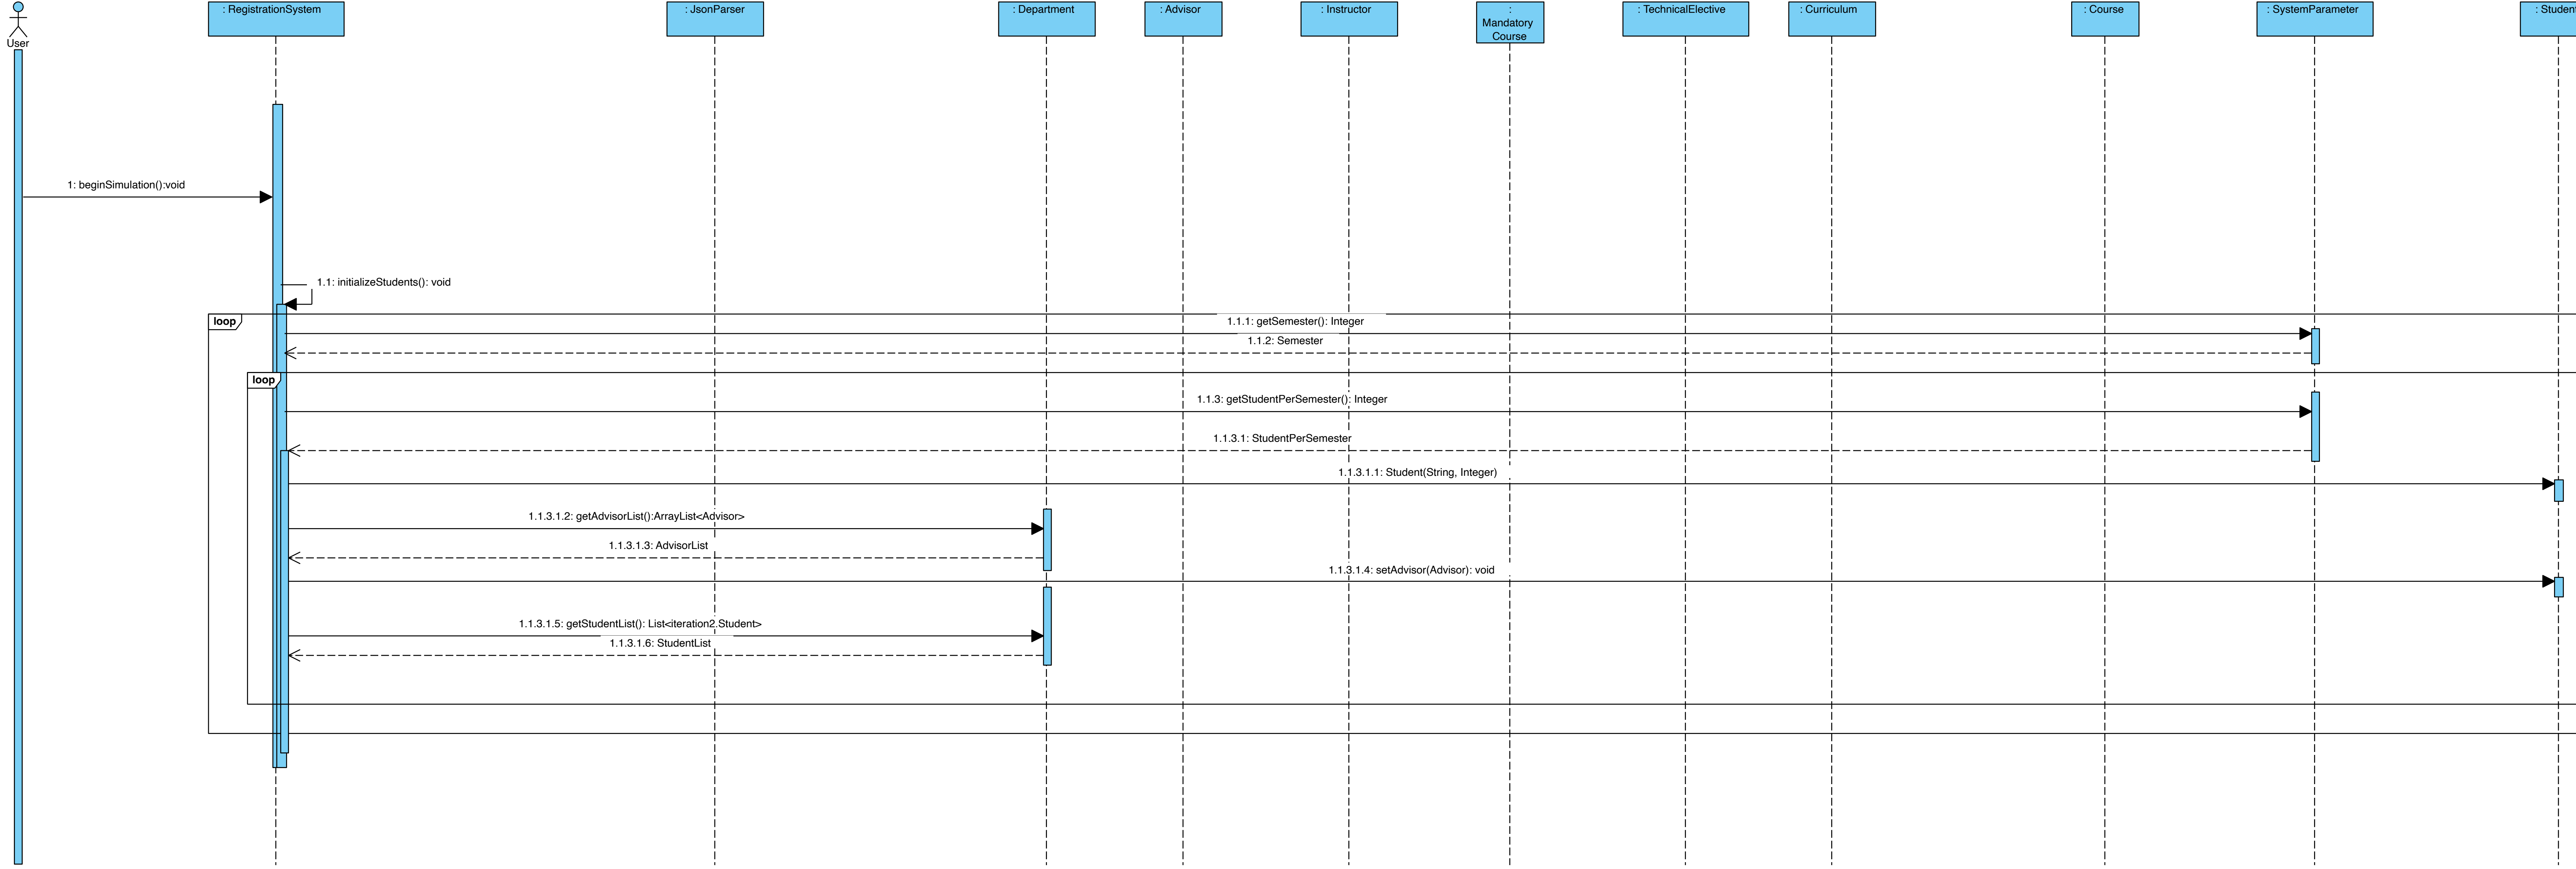 User
: RegistrationSystem
: JsonParser
: Department
: Advisor
: Instructor
:
Mandatory
Course
: TechnicalElective
: Curriculum
: Course
: SystemParameter
: Student
1: beginSimulation():void
1.1: initializeStudents(): void
loop
1.1.1: getSemester(): Integer
1.1.2: Semester
loop
1.1.3: getStudentPerSemester(): Integer
1.1.3.1: StudentPerSemester
1.1.3.1.1: Student(String, Integer)
1.1.3.1.2: getAdvisorList():ArrayList<Advisor>
1.1.3.1.3: AdvisorList
1.1.3.1.4: setAdvisor(Advisor): void
1.1.3.1.5: getStudentList(): List<iteration2.Student>
1.1.3.1.6: StudentList